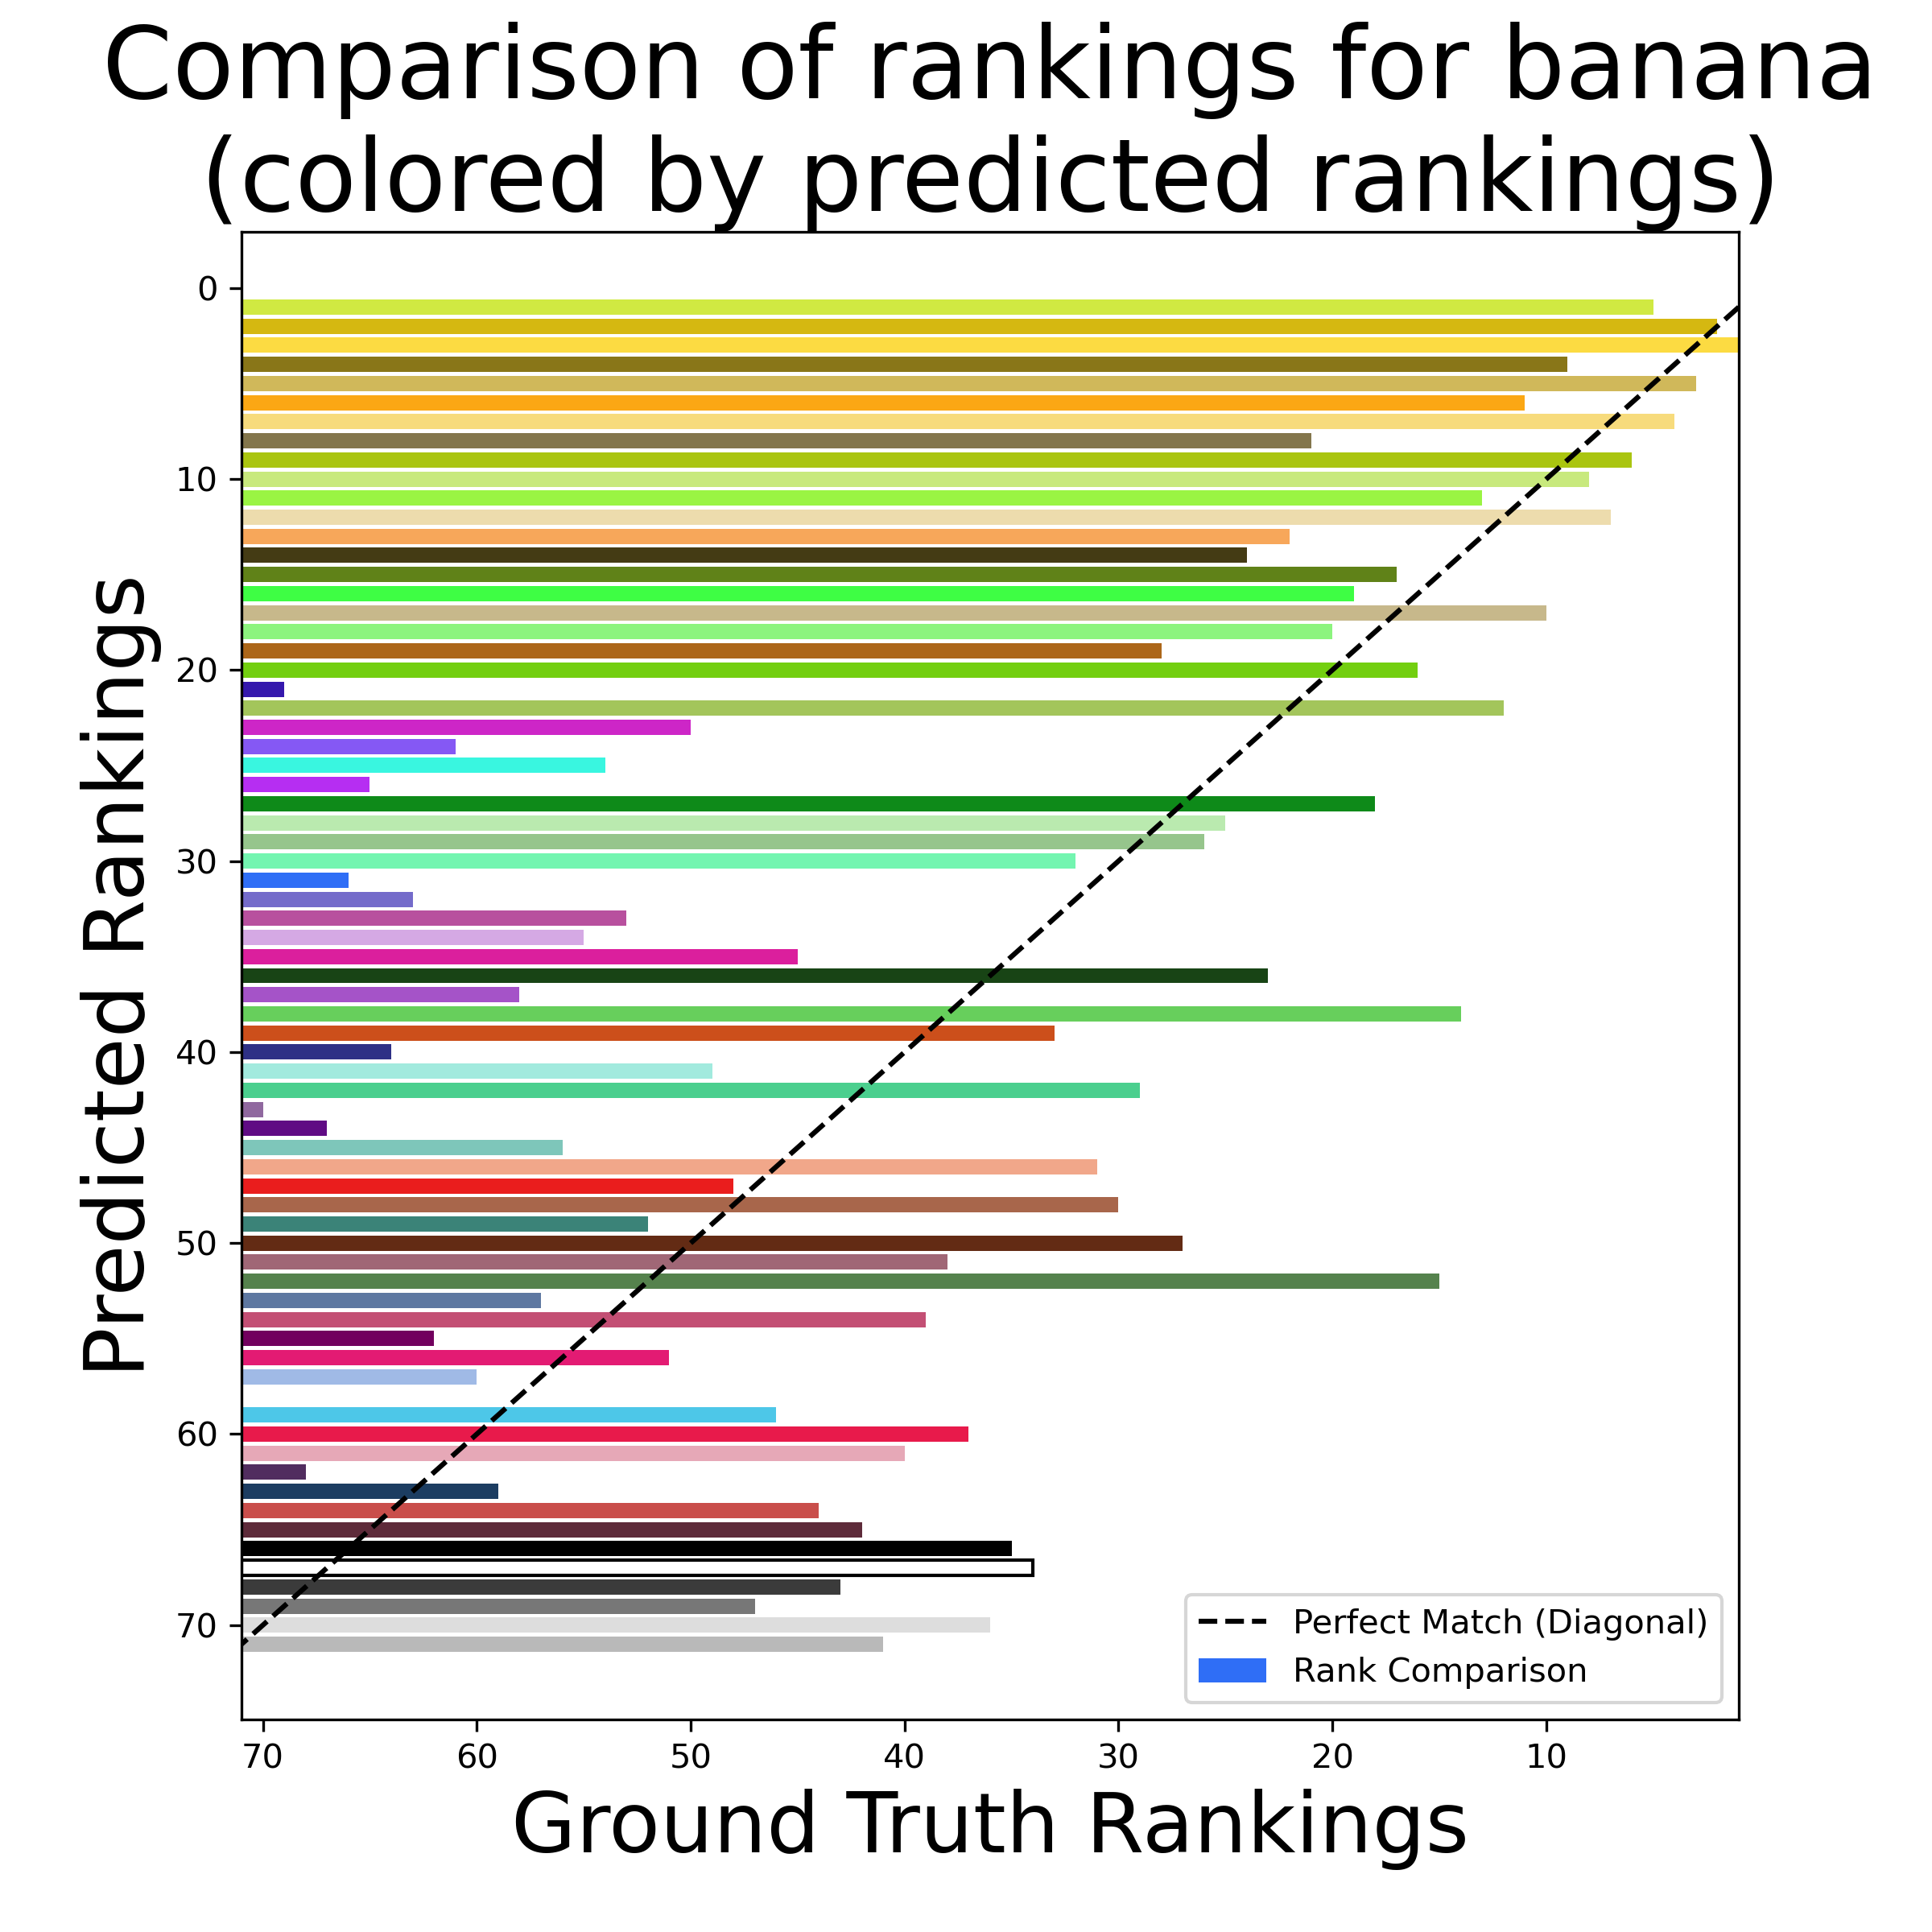 Comparison of rankings for banana
(colored by predicted rankings)
Predicted Rankings
0
10
20
30
40
50
60
70
Perfect Match (Diagonal)
Rank Comparison
70 60 50 40 30 20 10
Ground Truth Rankings